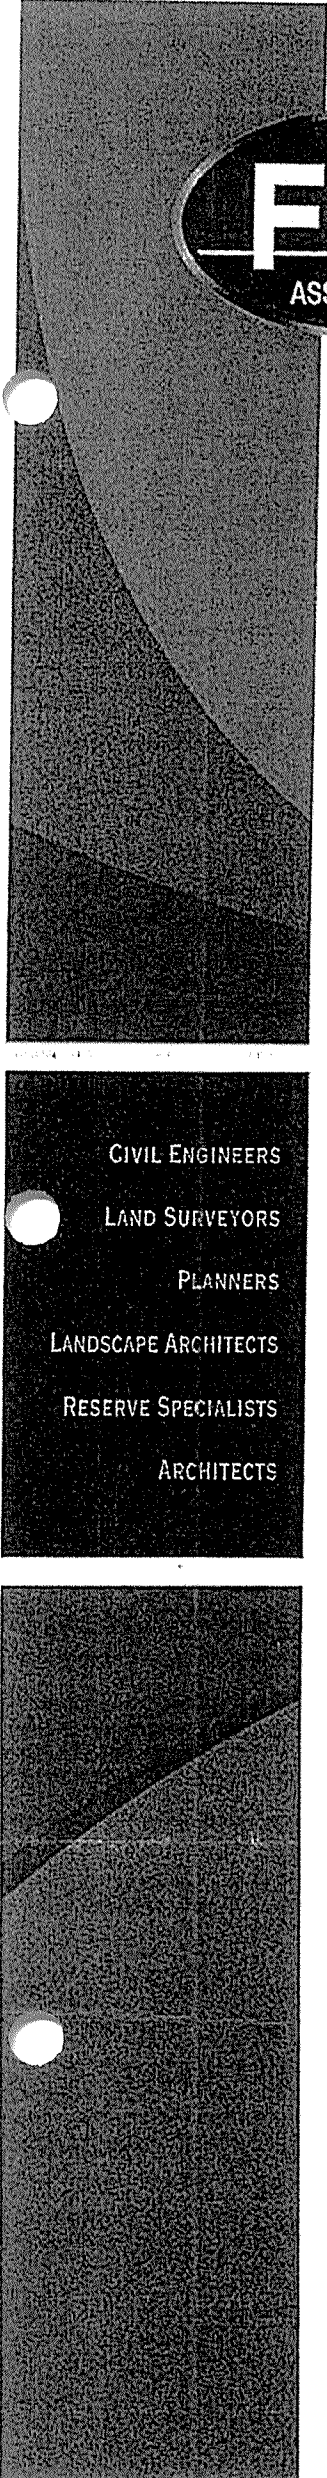 F
ASS
CIVIL ENGINEERS
LAND SURVEYORS
PLANNERS
LANDSCAPE ARCHITECTS
RESERVE SPECIALISTS
ARCHITECTS